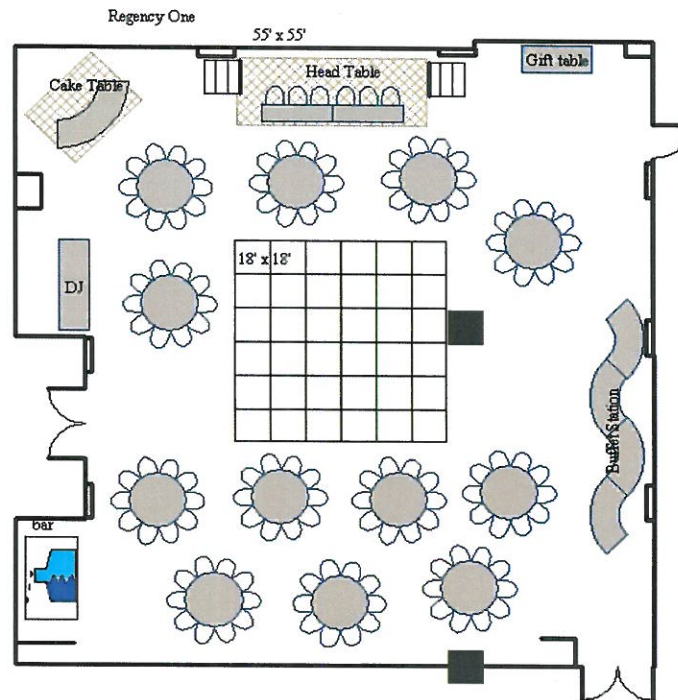 Regency One
55' x 55'
Head Table
Gift table
Cake Table
18' x 18'
DJ
Buffet Station
bar